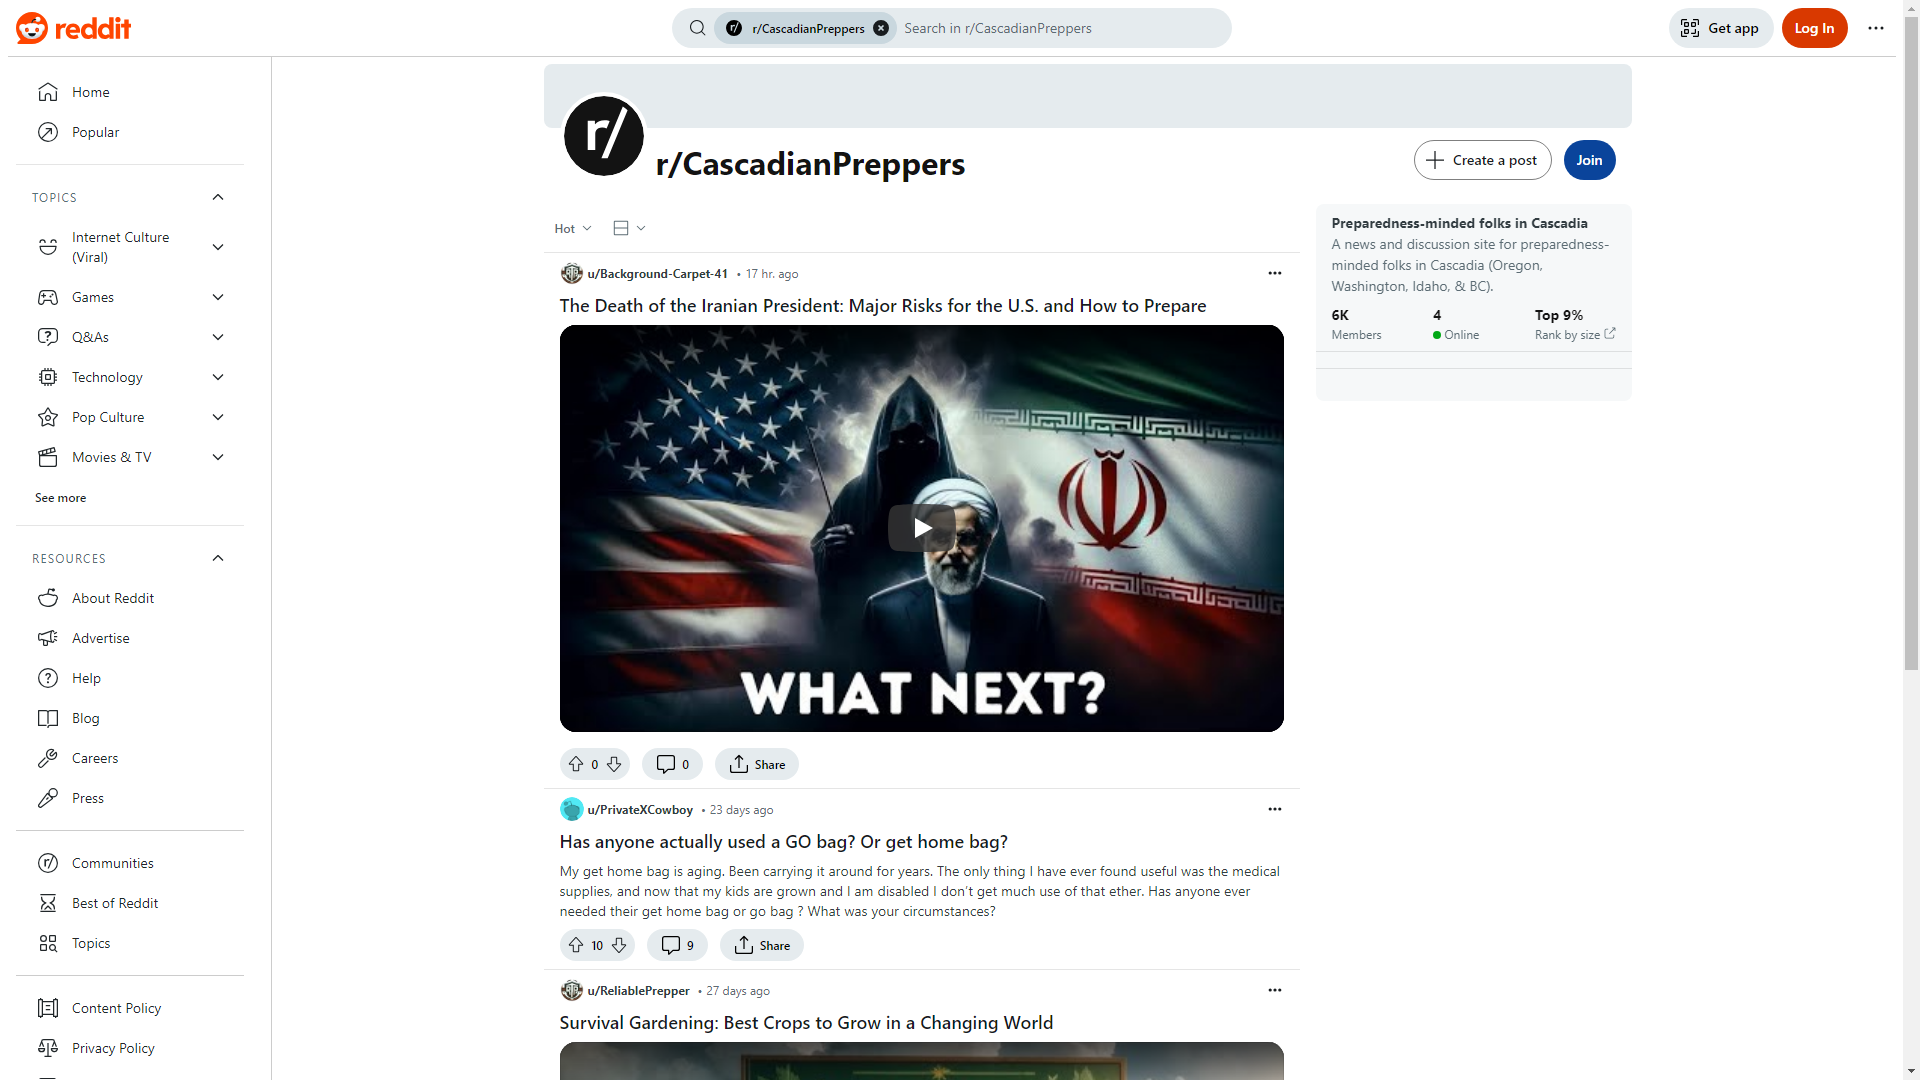 reddit
r/CascadianPreppers
Search in r/CascadianPreppers
Get app
Log In
Home
Popular
TOPICS
Internet Culture
(Viral)
Games
Q&As
Technology
Pop Culture
Movies & TV
See more
RESOURCES
About Reddit
Advertise
Help
Blog
Careers
Press
Communities
Best of Reddit
Topics
Content Policy
Privacy Policy
r/
r/CascadianPreppers
Create a post
Join
Hot
u/Background-Carpet-41 • 17 hr. ago
The Death of the Iranian President: Major Risks for the U.S. and How to Prepare
WHAT NEXT?
0
0
Share
u/PrivateXCowboy • 23 days ago
Has anyone actually used a GO bag? Or get home bag?
My get home bag is aging. Been carrying it around for years. The only thing I have ever found useful was the medical
supplies, and now that my kids are grown and I am disabled I don't get much use of that ether. Has anyone ever
needed their get home bag or go bag ? What was your circumstances?
10
9
Share
u/ReliablePrepper • 27 days ago
Survival Gardening: Best Crops to Grow in a Changing World
Preparedness-minded folks in Cascadia
A news and discussion site for preparedness-
minded folks in Cascadia (Oregon,
Washington, Idaho, & BC).
6K
Members
4
Online
Top 9%
Rank by size